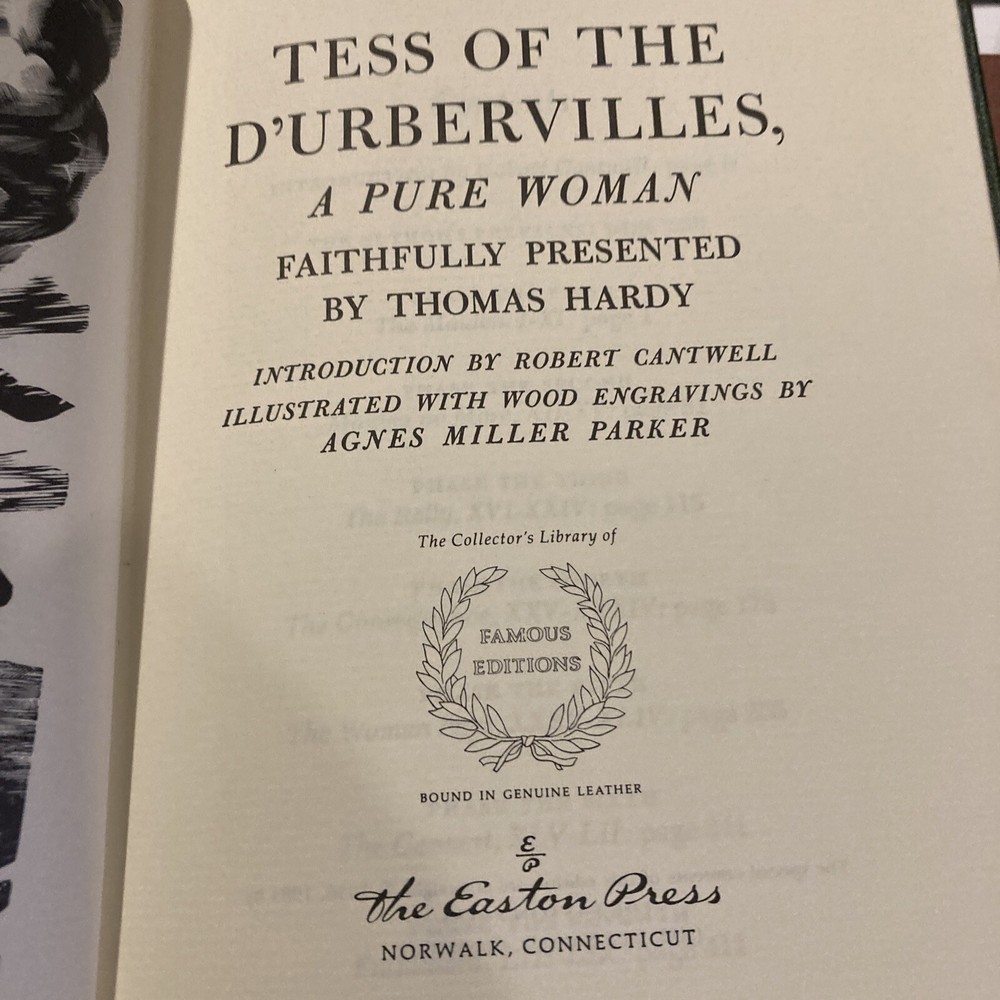 TESS OF THE
D'URBERVILLES,
A PURE WOMAN
FAITHFULLY PRESENTED
BY THOMAS HARDY
INTRODUCTION BY ROBERT CANTWELL
ILLUSTRATED WITH WOOD ENGRAVINGS BY
AGNES MILLER PARKER
The Collector's Library of
FAMOUS
EDITIONS
BOUND IN GENUINE LEATHER
E
P
the Easton Press
NORWALK, CONNECTICUT